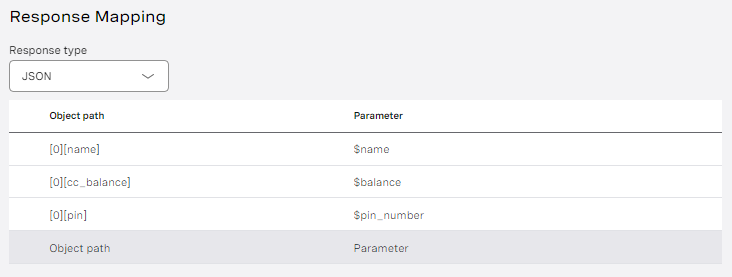 Response Mapping
Response type
JSON
Object path Parameter
[0][name] $name
[0][cc_balance] $balance
[0][pin] $pin_number
Object path Parameter